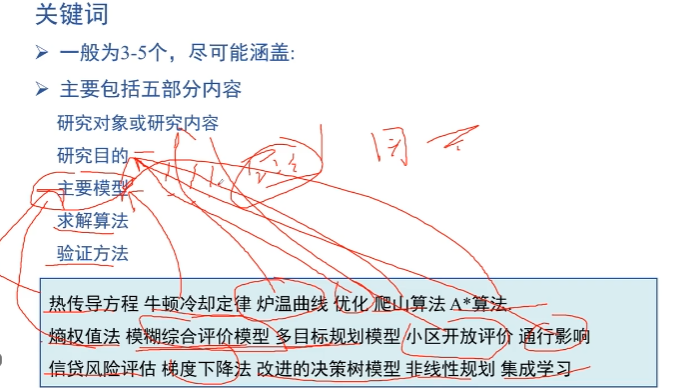 关键词
➢ 一般为3-5个，尽可能涵盖:
➢ 主要包括五部分内容
研究对象或研究内容
研究目的
主要模型
求解算法
验证方法
热传导方程 牛顿冷却定律 炉温曲线 优化 爬山算法 A*算法
熵权值法 模糊综合评价模型 多目标规划模型 小区开放评价 通行影响
信贷风险评估 梯度下降法 改进的决策树模型 非线性规划 集成学习